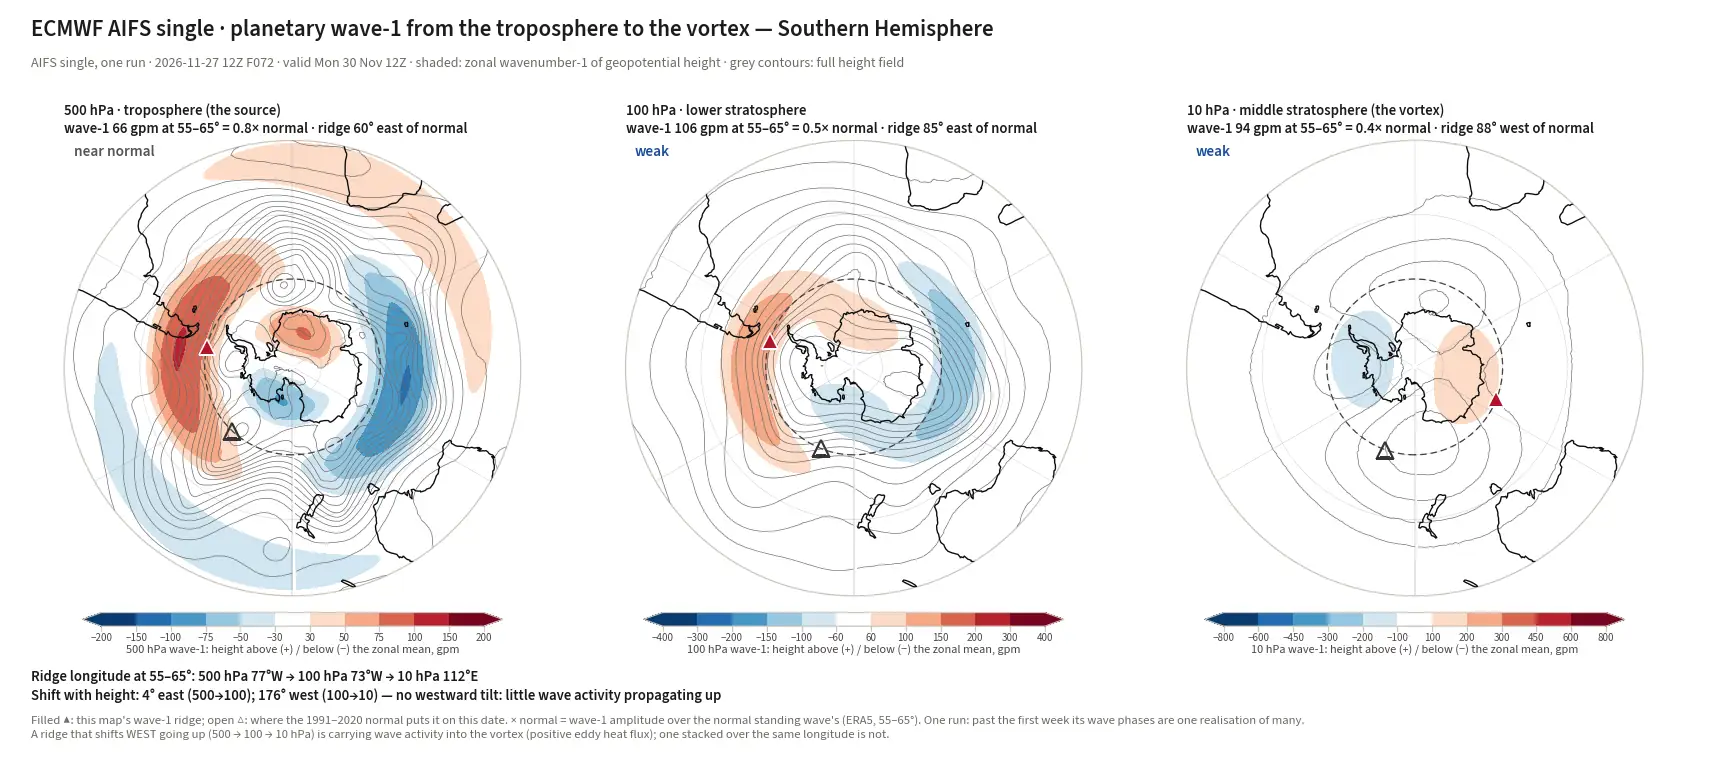 ECMWF AIFS single · planetary wave-1 from the troposphere to the vortex — Southern Hemisphere
AIFS single, one run · 2026-11-27 12Z F072 · valid Mon 30 Nov 12Z · shaded: zonal wavenumber-1 of geopotential height · grey contours: full height field
500 hPa · troposphere (the source)
wave-1 66 gpm at 55–65° = 0.8× normal · ridge 60° east of normal
near normal
100 hPa · lower stratosphere
wave-1 106 gpm at 55–65° = 0.5× normal · ridge 85° east of normal
weak
10 hPa · middle stratosphere (the vortex)
wave-1 94 gpm at 55–65° = 0.4× normal · ridge 88° west of normal
weak
−200 −150 −100 −75 −50 −30 30 50 75 100 150 200
500 hPa wave-1: height above (+) / below (−) the zonal mean, gpm
−400 −300 −200 −150 −100 −60 60 100 150 200 300 400
100 hPa wave-1: height above (+) / below (−) the zonal mean, gpm
−800 −600 −450 −300 −200 −100 100 200 300 450 600 800
10 hPa wave-1: height above (+) / below (−) the zonal mean, gpm
Ridge longitude at 55–65°: 500 hPa 77°W → 100 hPa 73°W → 10 hPa 112°E
Shift with height: 4° east (500→100); 176° west (100→10) — no westward tilt: little wave activity propagating up
Filled ▲: this map's wave-1 ridge; open △: where the 1991–2020 normal puts it on this date. × normal = wave-1 amplitude over the normal standing wave's (ERA5, 55–65°). One run: past the first week its wave phases are one realisation of many.
A ridge that shifts WEST going up (500 → 100 → 10 hPa) is carrying wave activity into the vortex (positive eddy heat flux); one stacked over the same longitude is not.